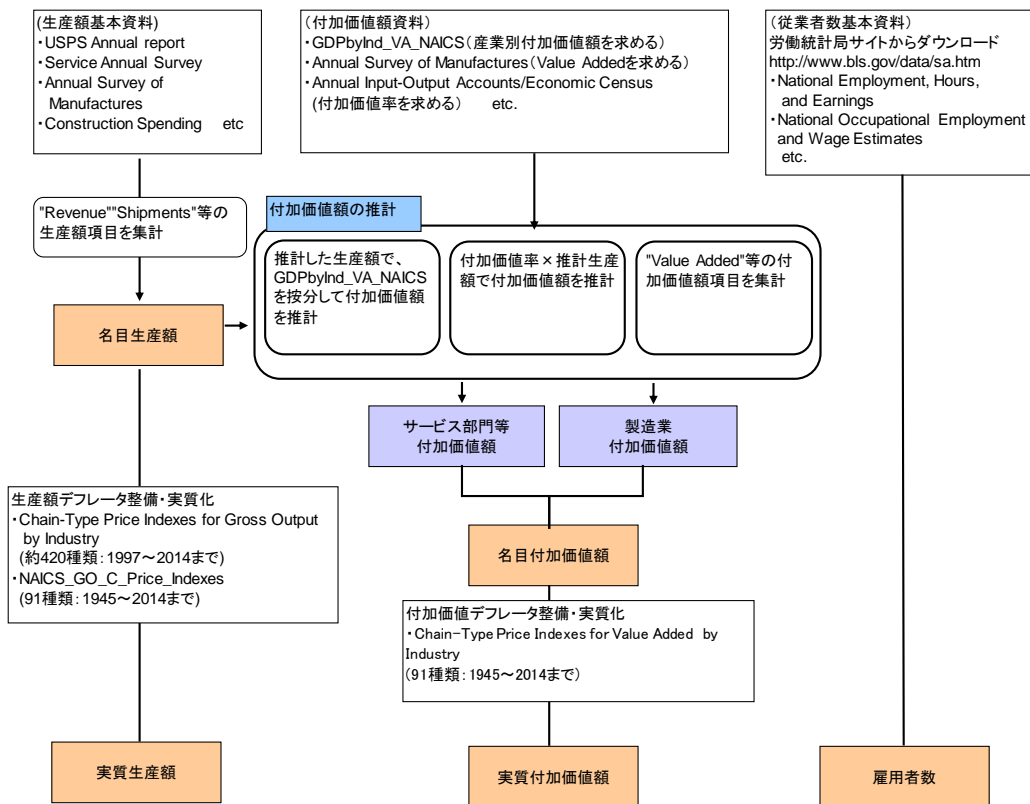 (生産額基本資料)
・USPS Annual report
・Service Annual Survey
・Annual Survey of
Manufactures
・Construction Spending etc
(付加価値額資料)
・GDPbyInd_VA_NAICS(産業別付加価値額を求める)
・Annual Survey of Manufactures(Value Addedを求める)
・Annual Input-Output Accounts/Economic Census
(付加価値率を求める) etc.
(従業者数基本資料)
労働統計局サイトからダウンロード
http://www.bls.gov/data/sa.htm
・National Employment, Hours,
and Earnings
・National Occupational Employment
and Wage Estimates
etc.
"Revenue""Shipments"等の
生産額項目を集計
付加価値額の推計
推計した生産額で、
GDPbyInd_VA_NAICS
を按分して付加価値額
を推計
付加価値率×推計生産
額で付加価値額を推計
"Value Added"等の付
加価値額項目を集計
名目生産額
サービス部門等
付加価値額
製造業
付加価値額
生産額デフレータ整備・実質化
・Chain-Type Price Indexes for Gross Output
by Industry
(約420種類:1997～2014まで)
・NAICS_GO_C_Price_Indexes
(91種類:1945～2014まで)
名目付加価値額
付加価値デフレータ整備・実質化
・Chain-Type Price Indexes for Value Added by
Industry
(91種類:1945～2014まで)
実質生産額
実質付加価値額
雇用者数